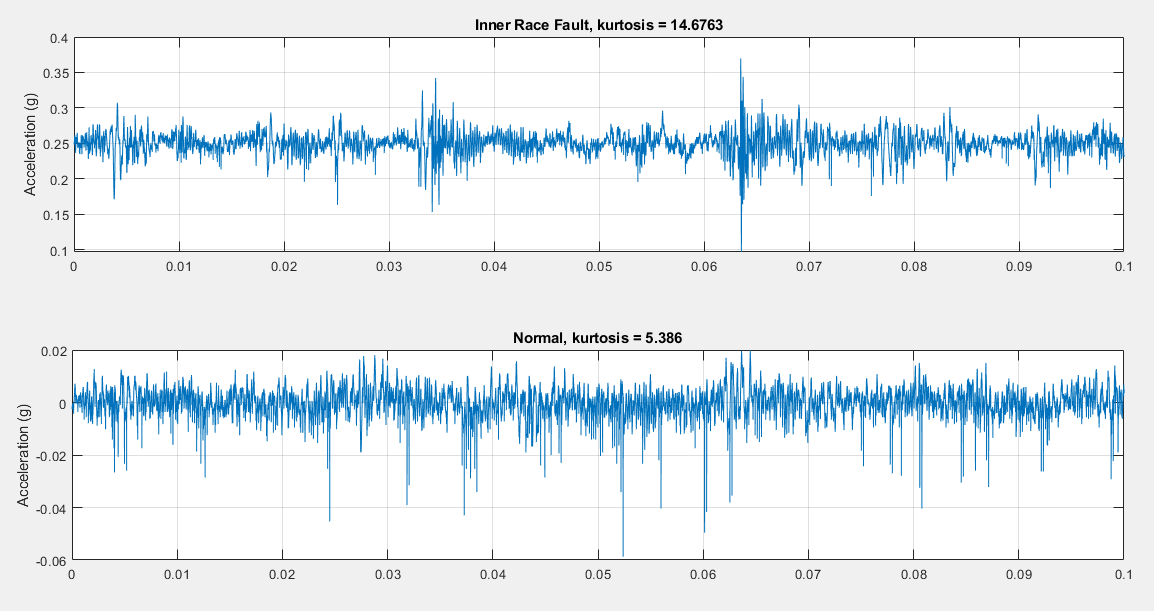 Inner Race Fault, kurtosis = 14.6763
Acceleration (g)
0.4
0.35
0.3
0.25
0.2
0.15
0.1
0 0.01 0.02 0.03 0.04 0.05 0.06 0.07 0.08 0.09 0.1
Normal, kurtosis = 5.386
Acceleration (g)
0.02
0
-0.02
-0.04
-0.06
0 0.01 0.02 0.03 0.04 0.05 0.06 0.07 0.08 0.09 0.1